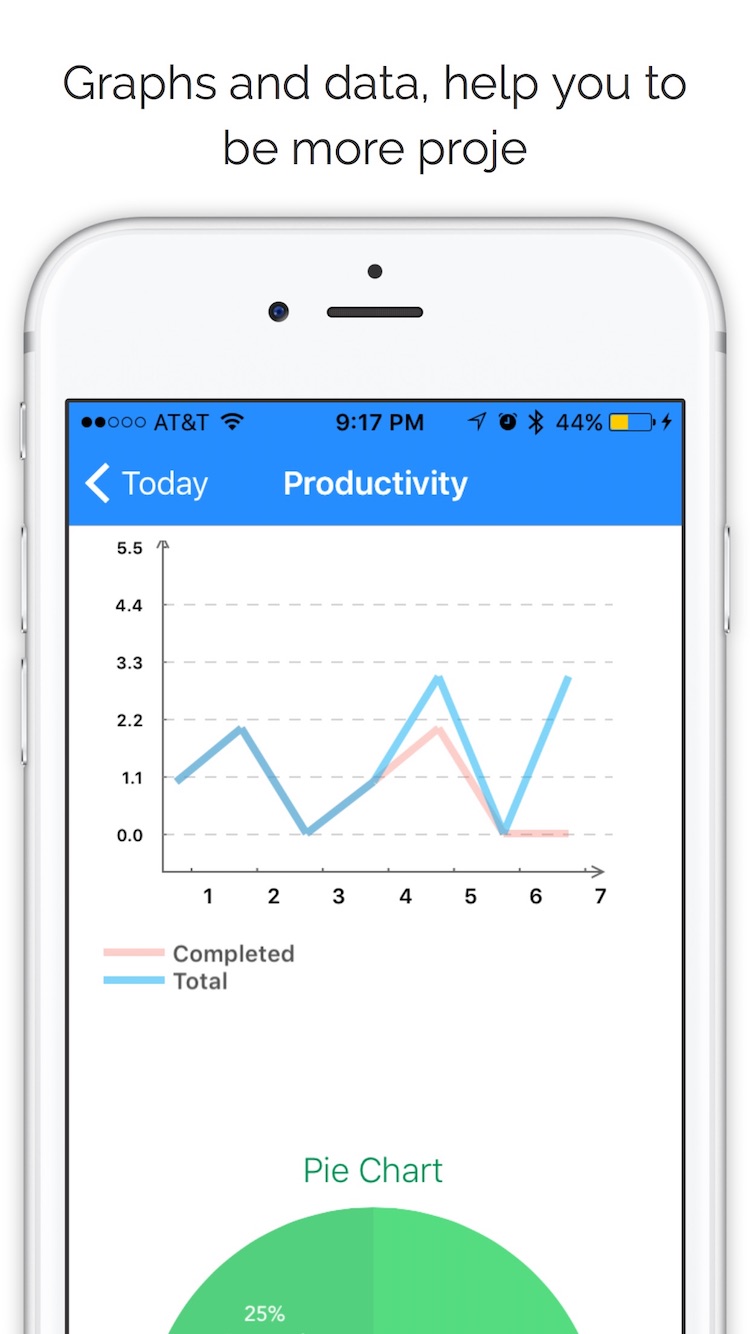 Graphs and data, help you to
be more proje
AT&T 9:17 PM 44%
Today Productivity
5.5
4.4
3.3
2.2
1.1
0.0
1 2 3 4 5 6 7
Completed
Total
Pie Chart
25%